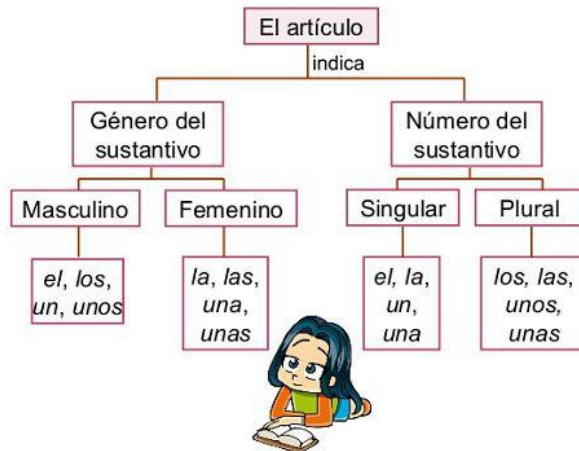 El artículo
indica
Género del
sustantivo
Número del
sustantivo
Masculino
Femenino
Singular
Plural
el, los,
un, unos
la, las,
una,
unas
el, la,
un,
una
los, las,
unos,
unas